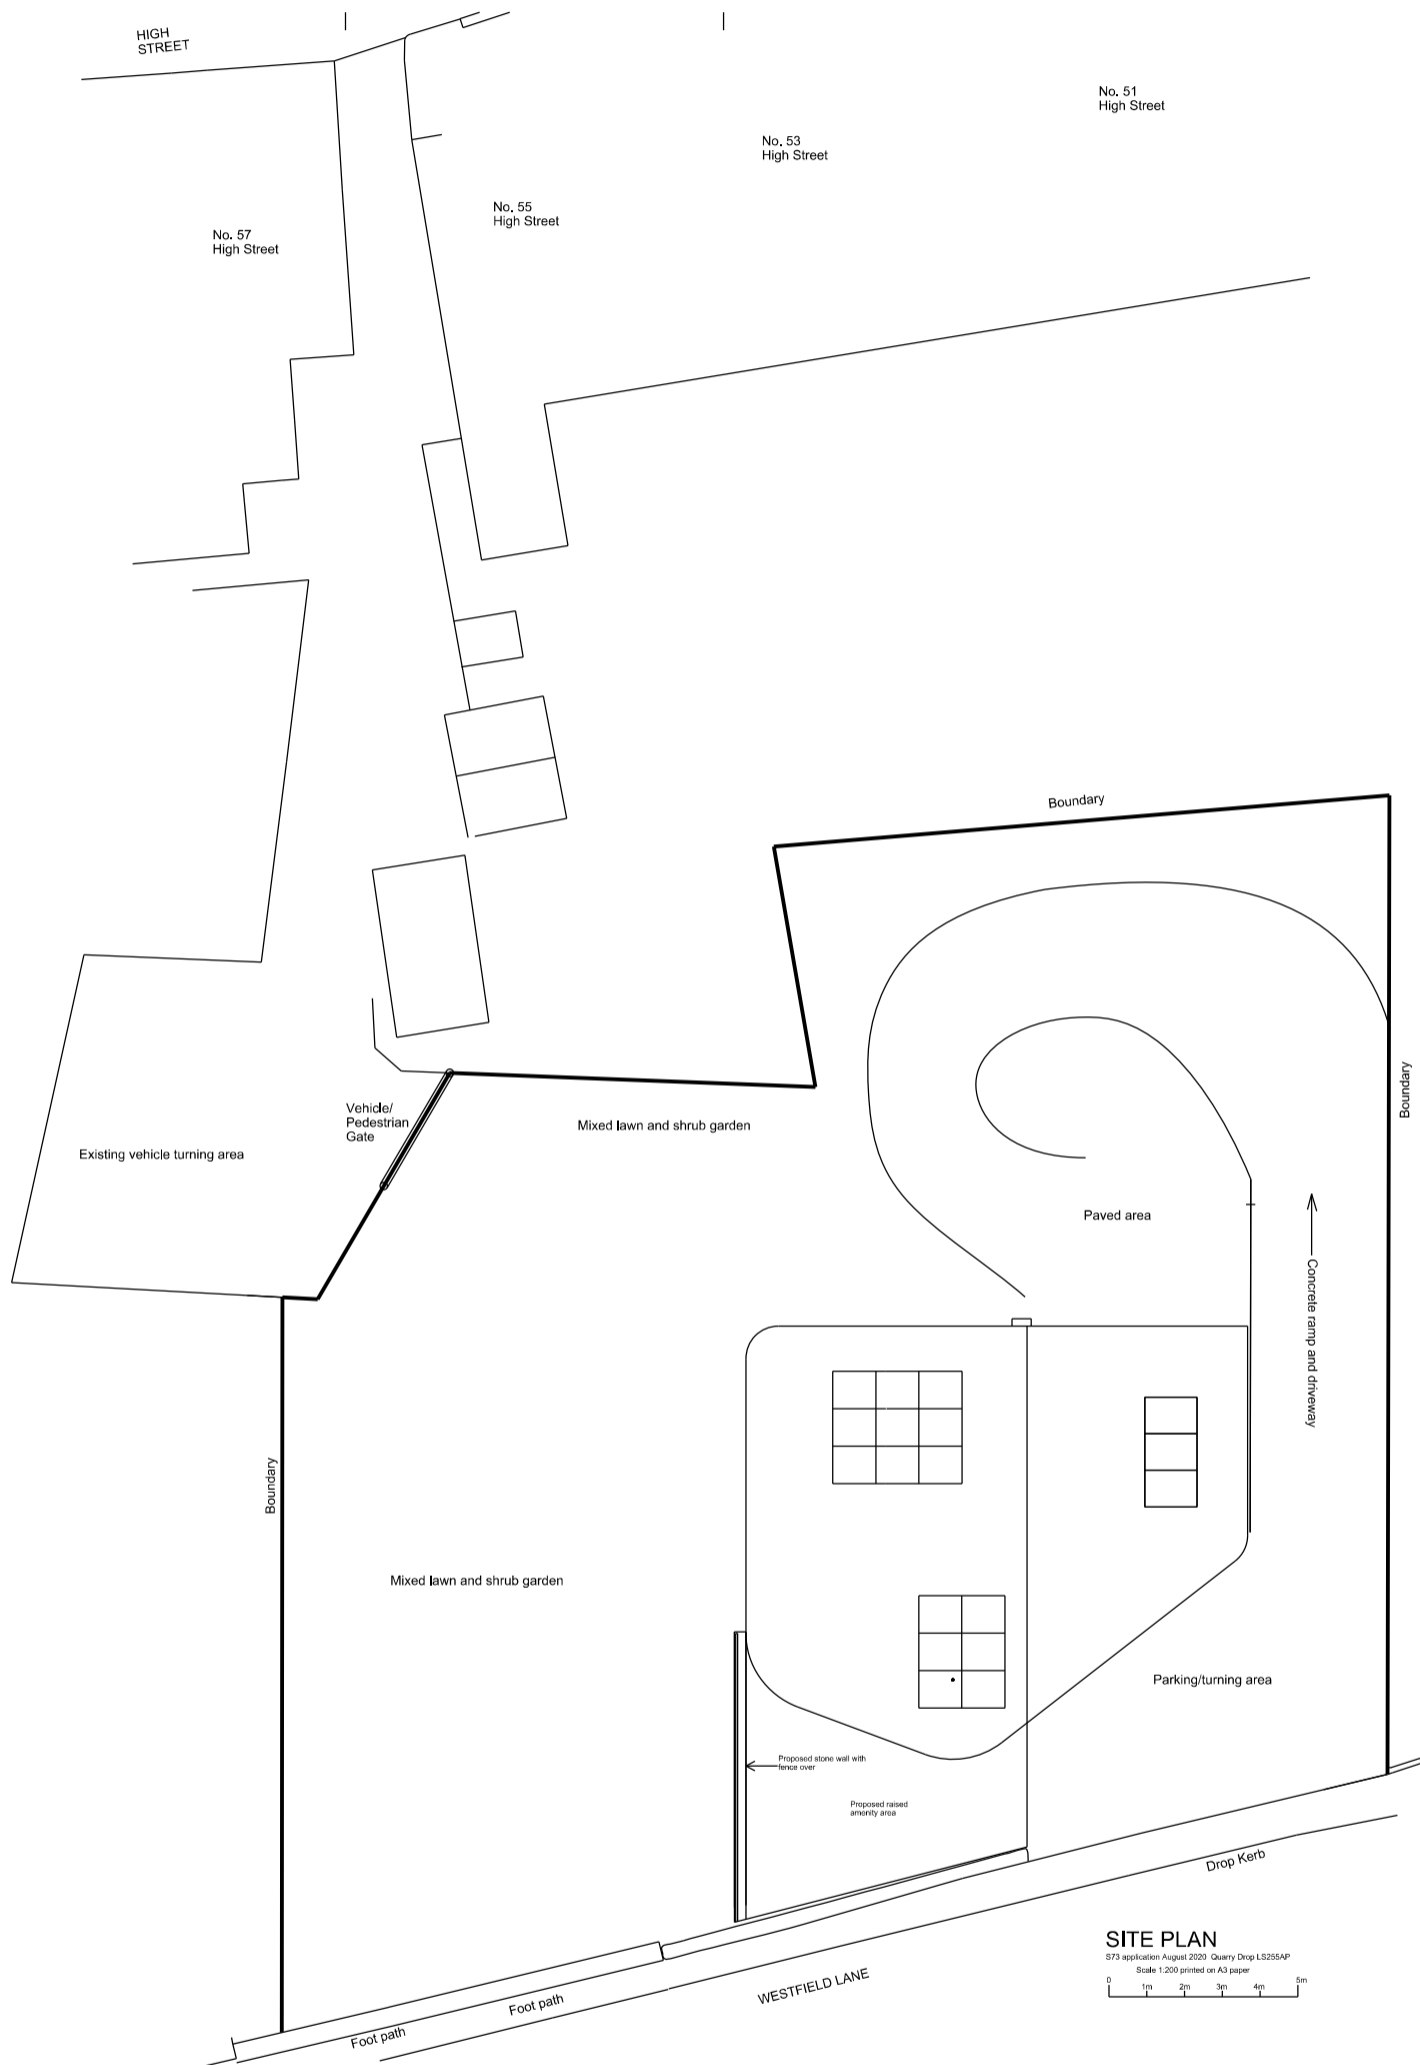 HIGH
STREET
No. 51
High Street
No. 53
High Street
No. 55
High Street
No. 57
High Street
Boundary
Boundary
Vehicle/
Pedestrian
Gate
Mixed lawn and shrub garden
Existing vehicle turning area
Paved area
Concrete ramp and driveway
Boundary
Mixed lawn and shrub garden
Parking/turning area
Proposed stone wall with
fence over
Proposed raised
amenity area
Drop Kerb
WESTFIELD LANE
Foot path
Foot path
SITE PLAN
S73 application August 2020 Quarry Drop LS255AP
Scale 1:200 printed on A3 paper
0 1m 2m 3m 4m 5m